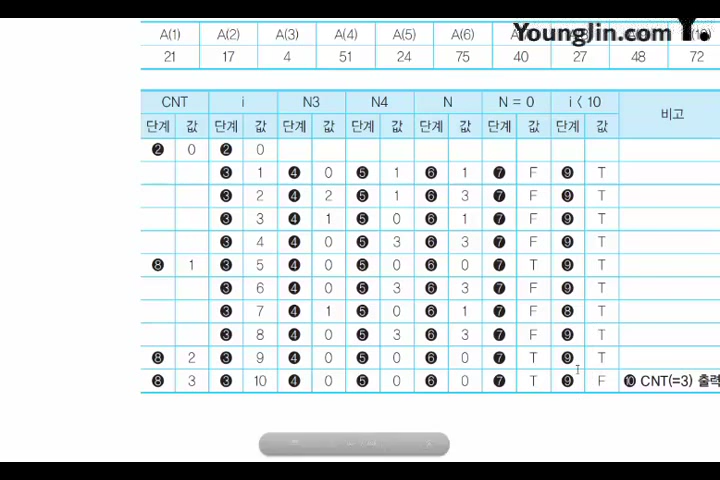 YoungJin.com
A(1) A(2) A(3) A(4) A(5) A(6)
21 17 4 51 24 75 40 27 48 72
CNT i N3 N4 N N = 0 i < 10 비고
단계 값 단계 값 단계 값 단계 값 단계 값 단계 값 단계 값
❷ 0 ❷ 0
❸ 1 ❹ 0 ❺ 1 ❻ 1 ❼ F ❾ T
❸ 2 ❹ 2 ❺ 1 ❻ 3 ❼ F ❾ T
❸ 3 ❹ 1 ❺ 0 ❻ 1 ❼ F ❾ T
❸ 4 ❹ 0 ❺ 3 ❻ 3 ❼ F ❾ T
❽ 1 ❸ 5 ❹ 0 ❺ 0 ❻ 0 ❼ T ❾ T
❸ 6 ❹ 0 ❺ 3 ❻ 3 ❼ F ❾ T
❸ 7 ❹ 1 ❺ 0 ❻ 1 ❼ F ❽ T
❸ 8 ❹ 0 ❺ 3 ❻ 3 ❼ F ❾ T
❽ 2 ❸ 9 ❹ 0 ❺ 0 ❻ 0 ❼ T ❾ T
❽ 3 ❸ 10 ❹ 0 ❺ 0 ❻ 0 ❼ T ❾ F ❿ CNT(=3) 출력